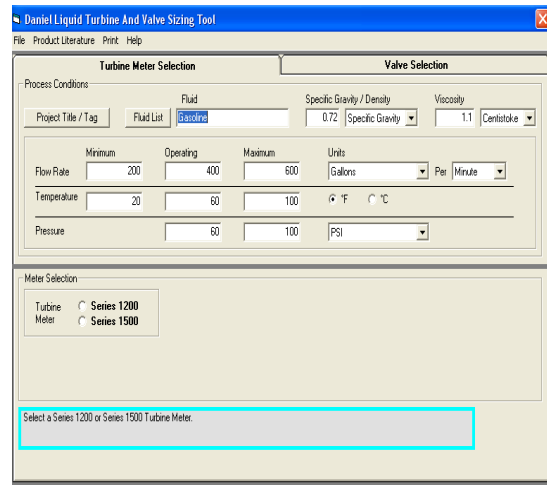 Daniel Liquid Turbine And Valve Sizing Tool
File Product Literature Print Help
Turbine Meter Selection Valve Selection
Process Conditions
Fluid Specific Gravity / Density Viscosity
Project Title / Tag Fluid List Gasoline 0.72 Specific Gravity 1.1 Centistoke
Minimum Operating Maximum Units
Flow Rate 200 400 600 Gallons Per Minute
Temperature 20 60 100 °F °C
Pressure 60 100 PSI
Meter Selection
Turbine Meter Series 1200
Series 1500
Select a Series 1200 or Series 1500 Turbine Meter.